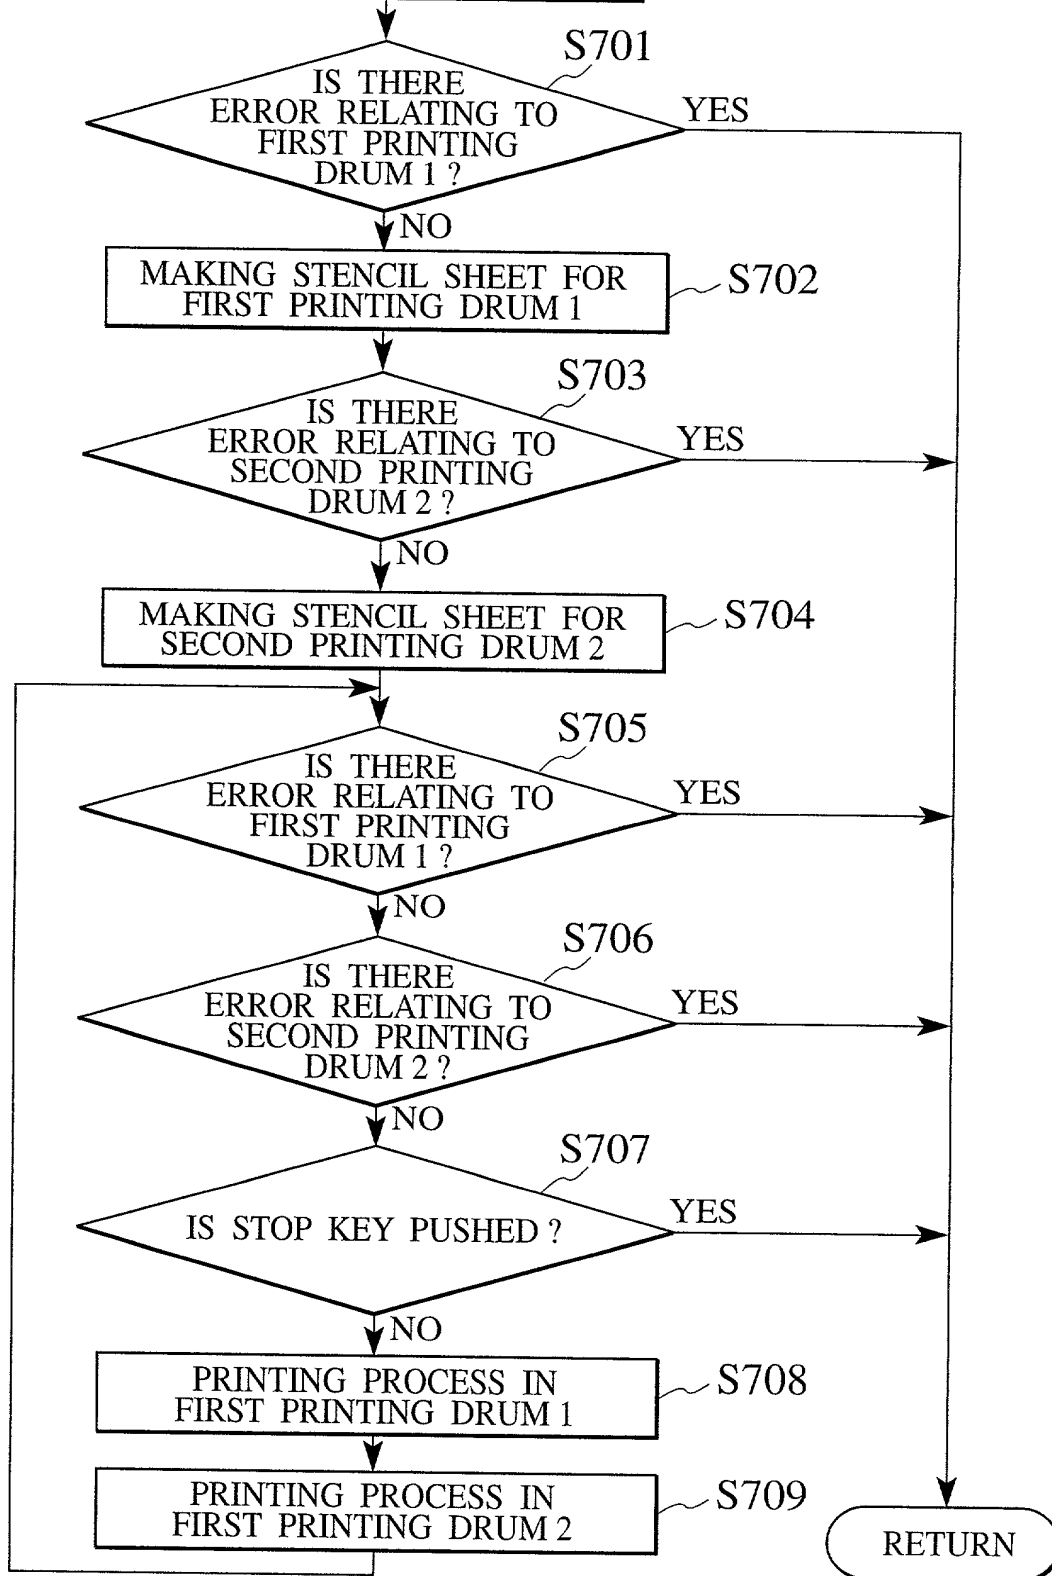 S701
IS THERE
ERROR RELATING TO
FIRST PRINTING
DRUM 1 ?
YES
NO
MAKING STENCIL SHEET FOR
FIRST PRINTING DRUM 1
S702
S703
IS THERE
ERROR RELATING TO
SECOND PRINTING
DRUM 2 ?
YES
NO
MAKING STENCIL SHEET FOR
SECOND PRINTING DRUM 2
S704
S705
IS THERE
ERROR RELATING TO
FIRST PRINTING
DRUM 1 ?
YES
NO
S706
IS THERE
ERROR RELATING TO
SECOND PRINTING
DRUM 2 ?
YES
NO
S707
IS STOP KEY PUSHED ?
YES
NO
PRINTING PROCESS IN
FIRST PRINTING DRUM 1
S708
PRINTING PROCESS IN
FIRST PRINTING DRUM 2
S709
RETURN